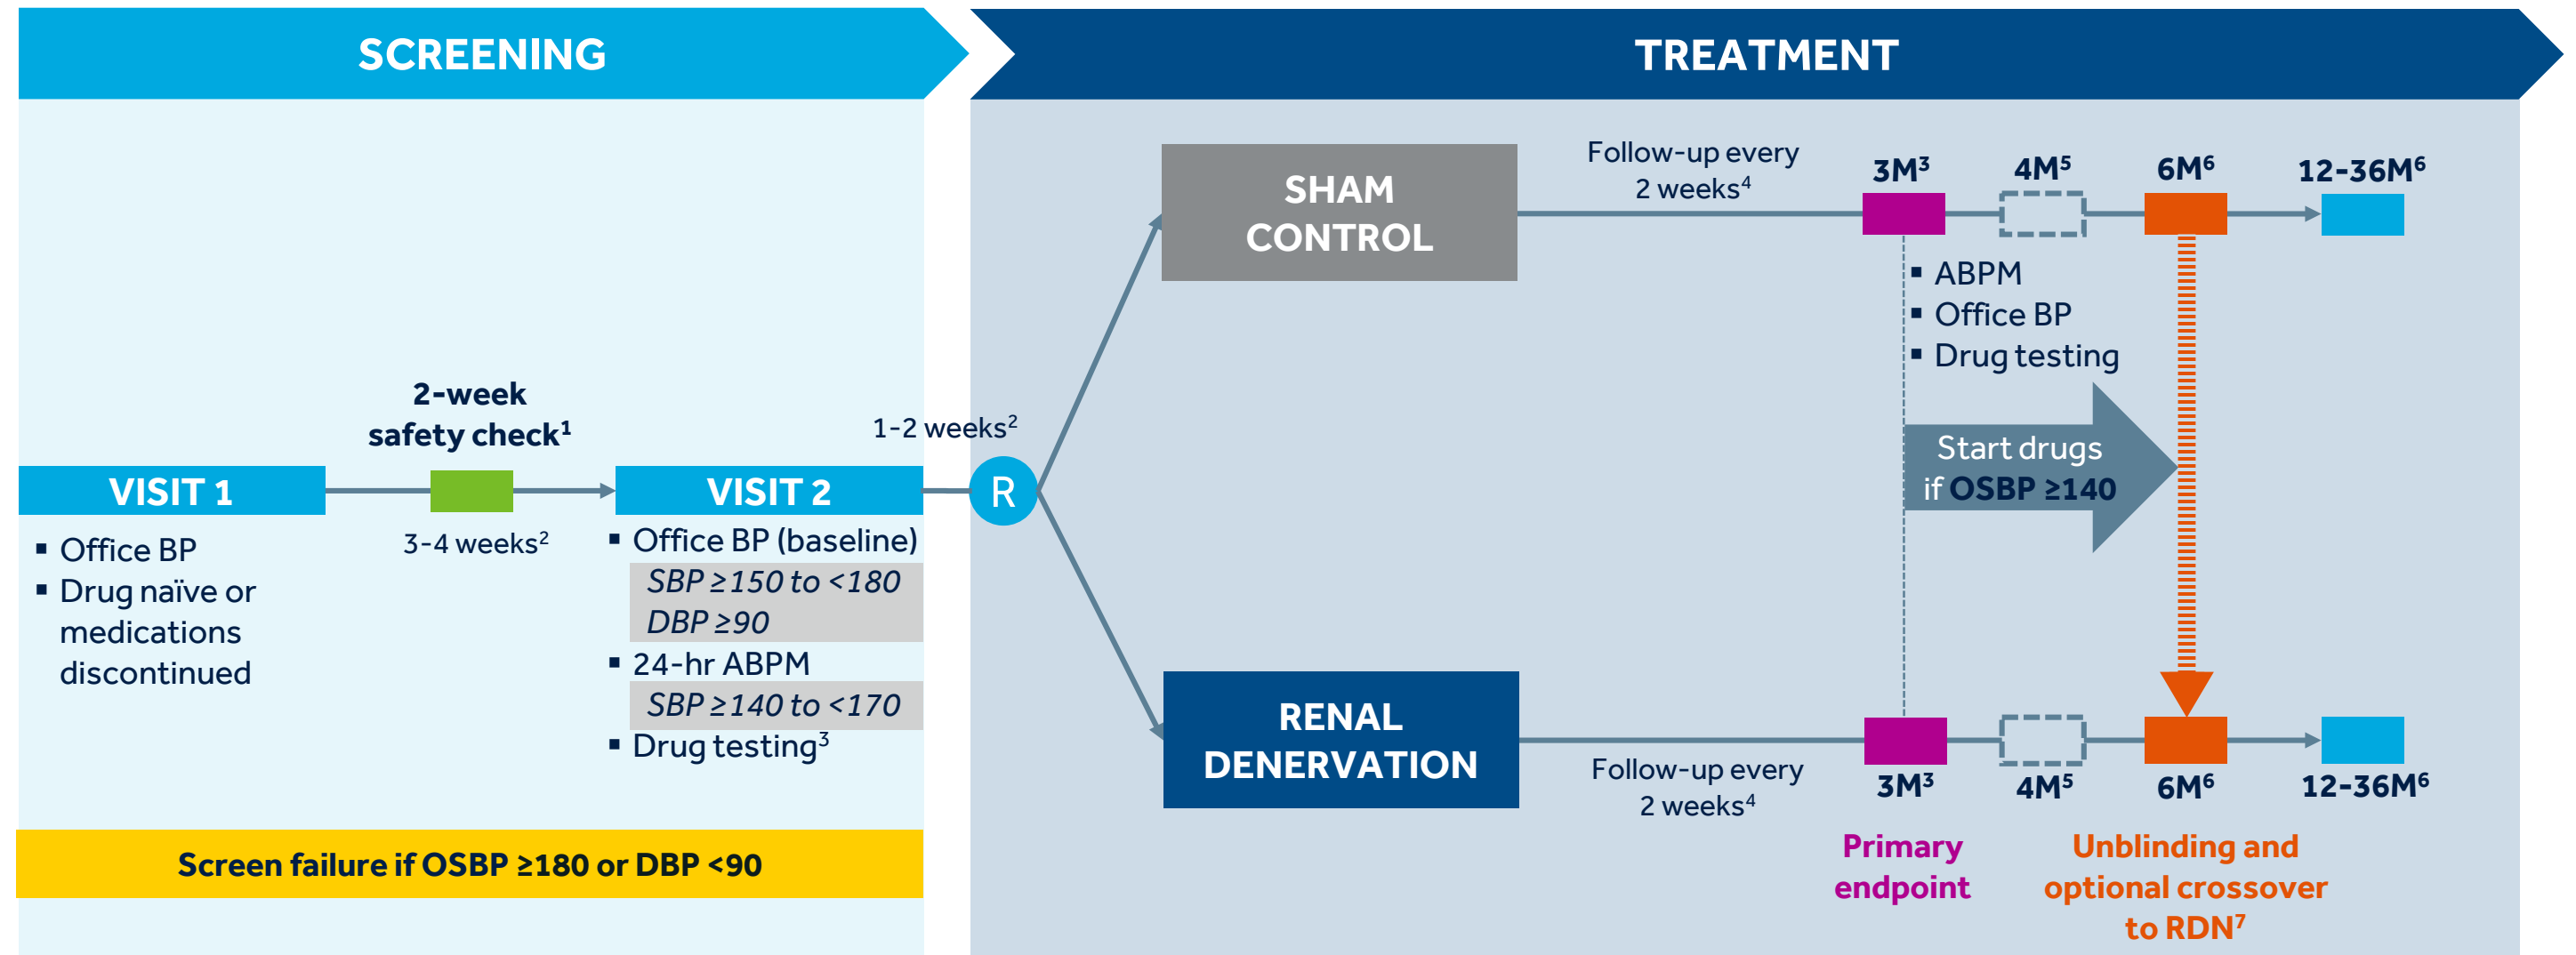 SCREENING
TREATMENT
2-week
safety check¹
VISIT 1
3-4 weeks²
VISIT 2
▪ Office BP
▪ Drug naïve or
medications
discontinued
▪ Office BP (baseline)
SBP ≥150 to <180
DBP ≥90
▪ 24-hr ABPM
SBP ≥140 to <170
▪ Drug testing³
Screen failure if OSBP ≥180 or DBP <90
1-2 weeks²
R
SHAM
CONTROL
Follow-up every
2 weeks⁴
3M³
4M⁵
6M⁶
12-36M⁶
▪ ABPM
▪ Office BP
▪ Drug testing
Start drugs
if OSBP ≥140
RENAL
DENERVATION
Follow-up every
2 weeks⁴
3M³
4M⁵
6M⁶
12-36M⁶
Primary
endpoint
Unblinding and
optional crossover
to RDN⁷